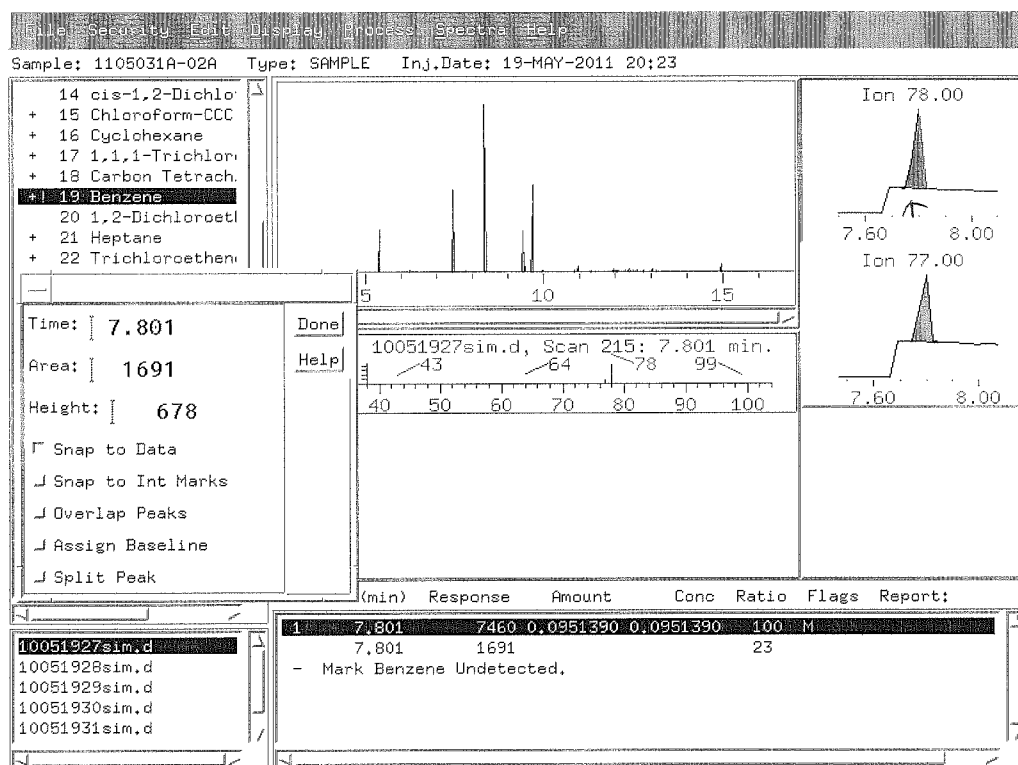 File Security Edit Display Process Spectra Help
Sample: 1105031A-02A Type: SAMPLE Inj.Date: 19-MAY-2011 20:23
14 cis-1,2-Dichlo
+ 15 Chloroform-CCC
+ 16 Cyclohexane
+ 17 1,1,1-Trichlor
+ 18 Carbon Tetrach.
+| 19 Benzene
20 1,2-Dichloroet
+ 21 Heptane
+ 22 Trichloroethen
5 10 15
Ion 78.00
7.60 8.00
Ion 77.00
7.60 8.00
Time: 7.801
Done
Area: 1691
Help
Height: 678
Snap to Data
Snap to Int Marks
Overlap Peaks
Assign Baseline
Split Peak
10051927sim.d, Scan 215: 7.801 min.
43 64 78 99
40 50 60 70 80 90 100
(min) Response Amount Conc Ratio Flags Report:
1 7.801 7460 0.0951390 0.0951390 100 M
7.801 1691 23
- Mark Benzene Undetected.
10051927sim.d
10051928sim.d
10051929sim.d
10051930sim.d
10051931sim.d